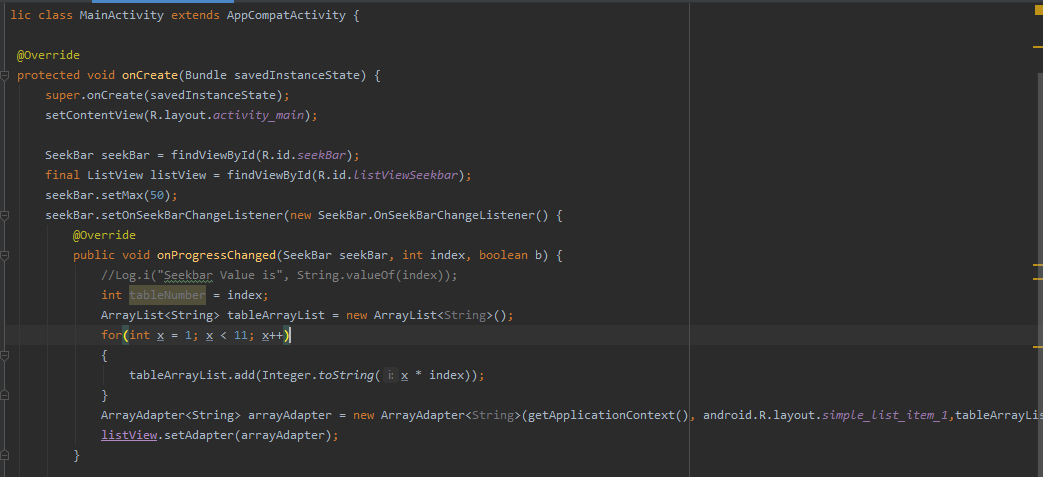 lic class MainActivity extends AppCompatActivity {
@Override
protected void onCreate(Bundle savedInstanceState) {
super.onCreate(savedInstanceState);
setContentView(R.layout.activity_main);
SeekBar seekBar = findViewById(R.id.seekBar);
final ListView listView = findViewById(R.id.listViewSeekbar);
seekBar.setMax(50);
seekBar.setOnSeekBarChangeListener(new SeekBar.OnSeekBarChangeListener() {
@Override
public void onProgressChanged(SeekBar seekBar, int index, boolean b) {
//Log.i("Seekbar Value is", String.valueOf(index));
int tableNumber = index;
ArrayList<String> tableArrayList = new ArrayList<String>();
for(int x = 1; x < 11; x++)
{
tableArrayList.add(Integer.toString( i: x * index));
}
ArrayAdapter<String> arrayAdapter = new ArrayAdapter<String>(getApplicationContext(), android.R.layout.simple_list_item_1,tableArrayLis
listView.setAdapter(arrayAdapter);
}